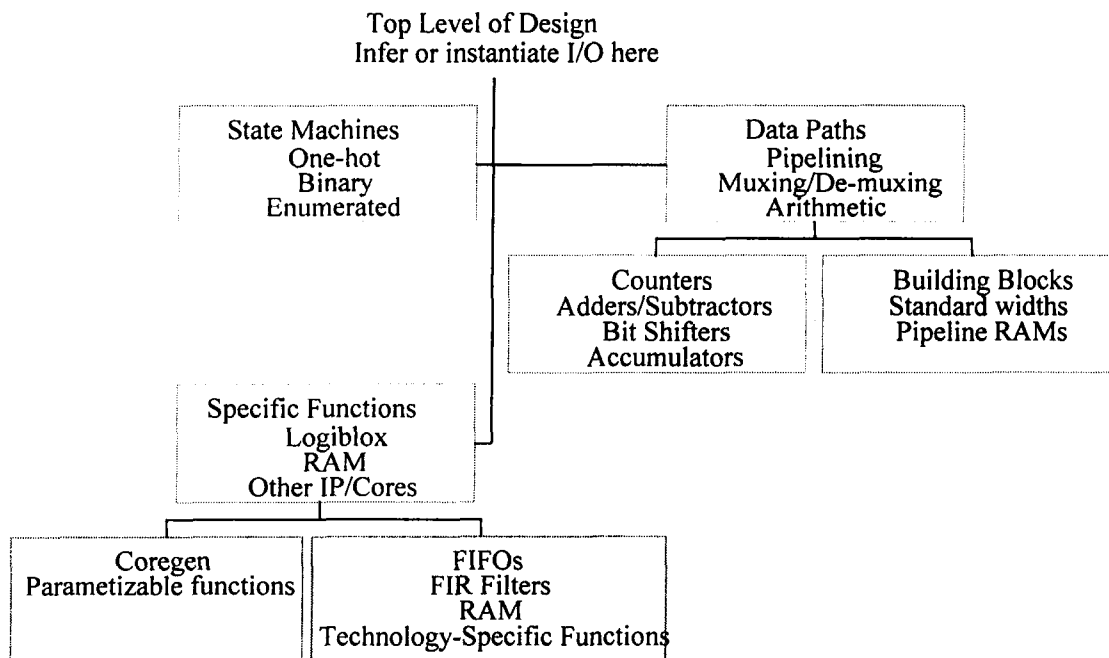 Top Level of Design
Infer or instantiate I/O here
State Machines
One-hot
Binary
Enumerated
Data Paths
Pipelining
Muxing/De-muxing
Arithmetic
Counters
Adders/Subtractors
Bit Shifters
Accumulators
Building Blocks
Standard widths
Pipeline RAMs
Specific Functions
Logiblox
RAM
Other IP/Cores
Coregen
Parametizable functions
FIFOs
FIR Filters
RAM
Technology-Specific Functions